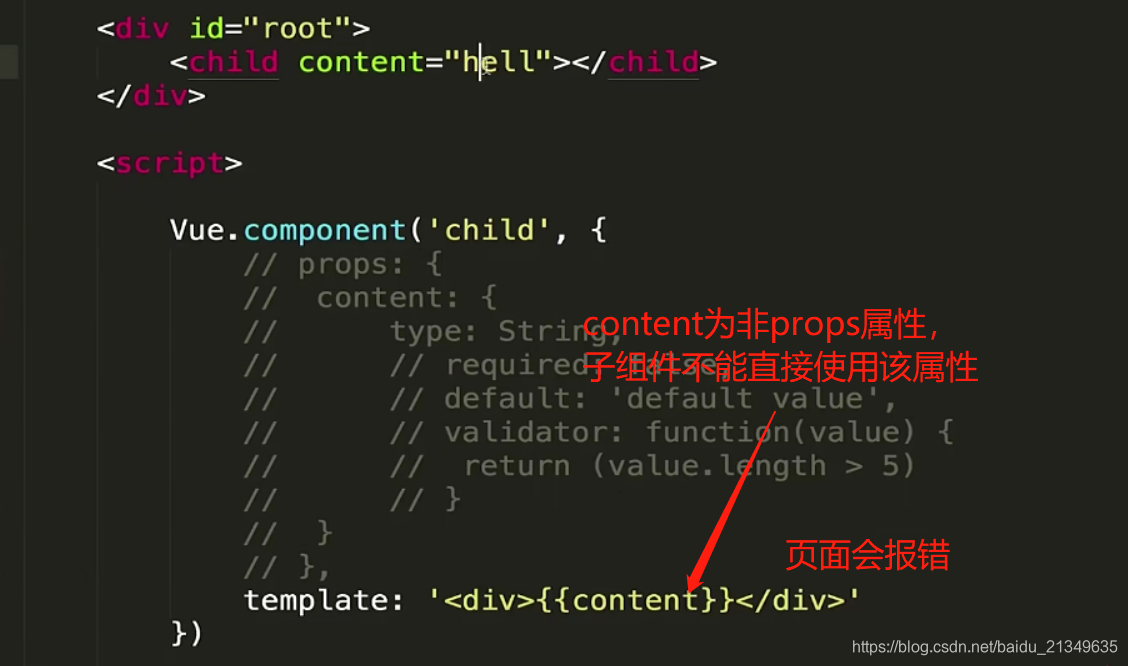 <div id="root">
<child content="hell"></child>
</div>
<script>
Vue.component('child', {
// props: {
//  content: {
//      type: String,
content为非props属性，
//      // required: false,
子组件不能直接使用该属性
//      // default: 'default value',
//      // validator: function(value) {
//      //  return (value.length > 5)
//      // }
//  }
// },
页面会报错
template: '<div>{{content}}</div>'
})
https://blog.csdn.net/baidu_21349635